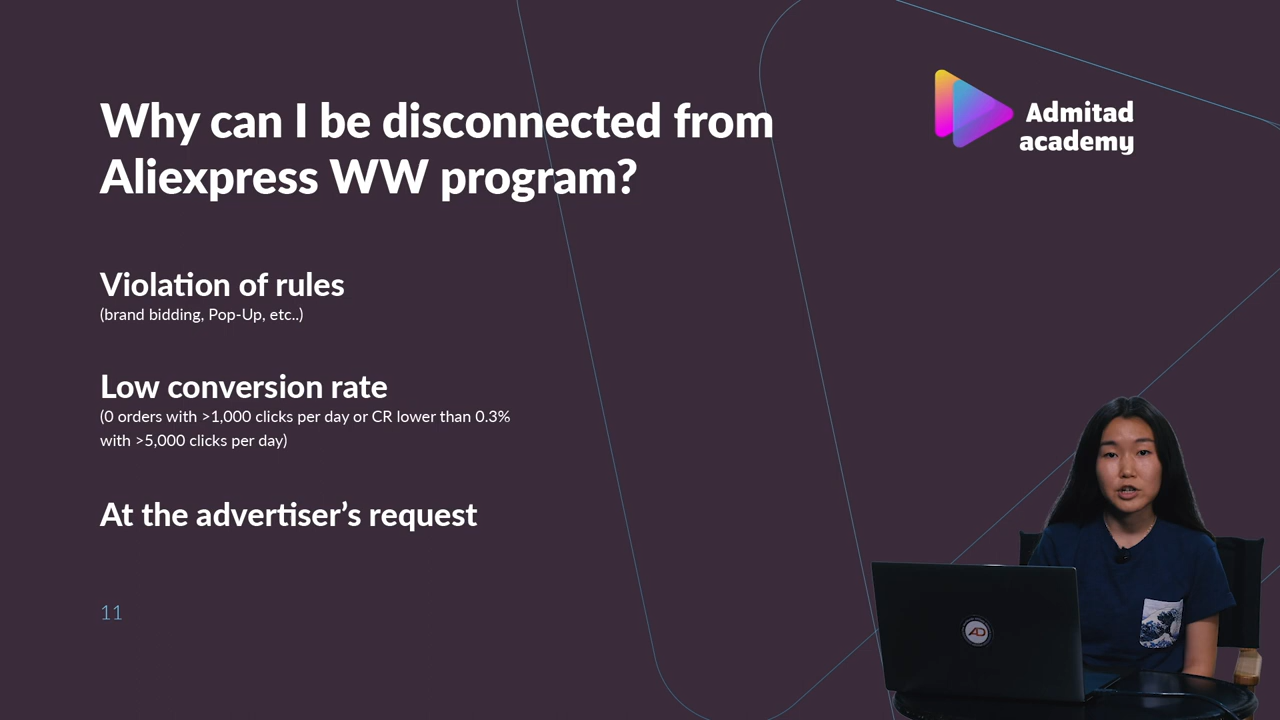 Why can I be disconnected from
Aliexpress WW program?
Admitad
academy
Violation of rules
(brand bidding, Pop-Up, etc..)
Low conversion rate
(0 orders with >1,000 clicks per day or CR lower than 0.3%
with >5,000 clicks per day)
At the advertiser’s request
11
AD